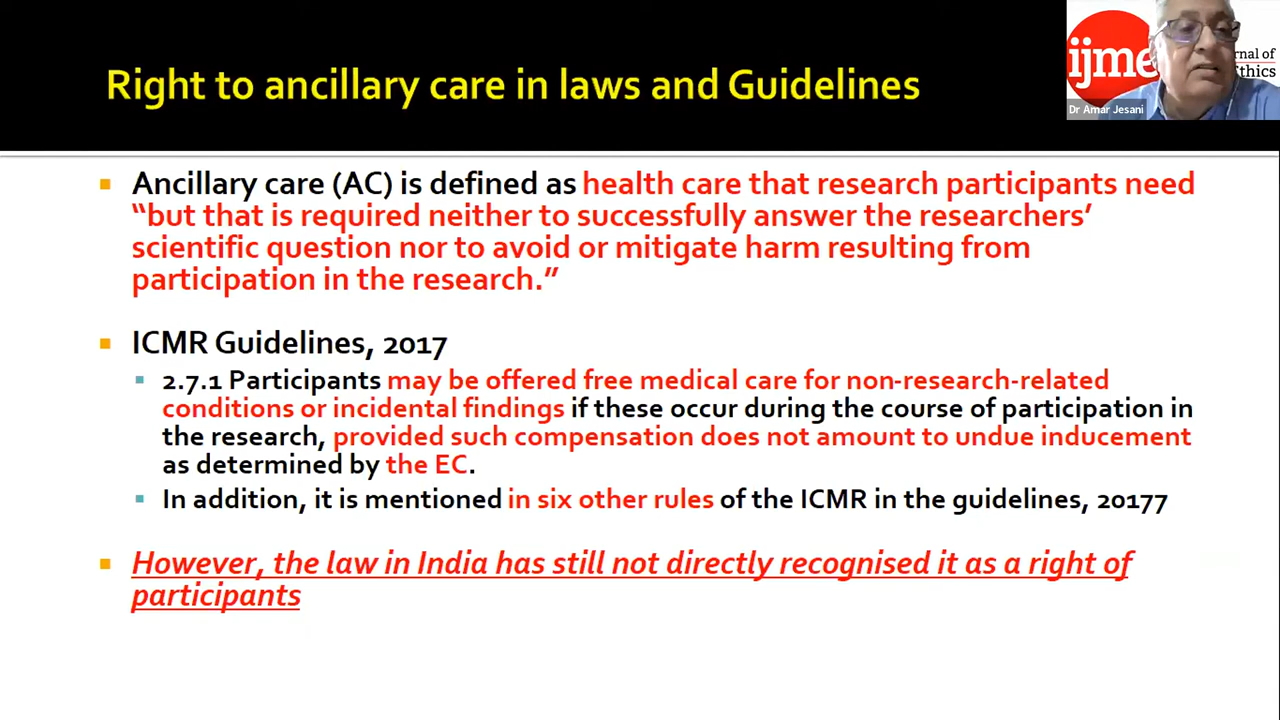 Right to ancillary care in laws and Guidelines
ijme
rnal of
Ethics
Dr Amar Jesani
Ancillary care (AC) is defined as health care that research participants need
“but that is required neither to successfully answer the researchers’
scientific question nor to avoid or mitigate harm resulting from
participation in the research.”
ICMR Guidelines, 2017
2.7.1 Participants may be offered free medical care for non-research-related
conditions or incidental findings if these occur during the course of participation in
the research, provided such compensation does not amount to undue inducement
as determined by the EC.
In addition, it is mentioned in six other rules of the ICMR in the guidelines, 20177
However, the law in India has still not directly recognised it as a right of
participants